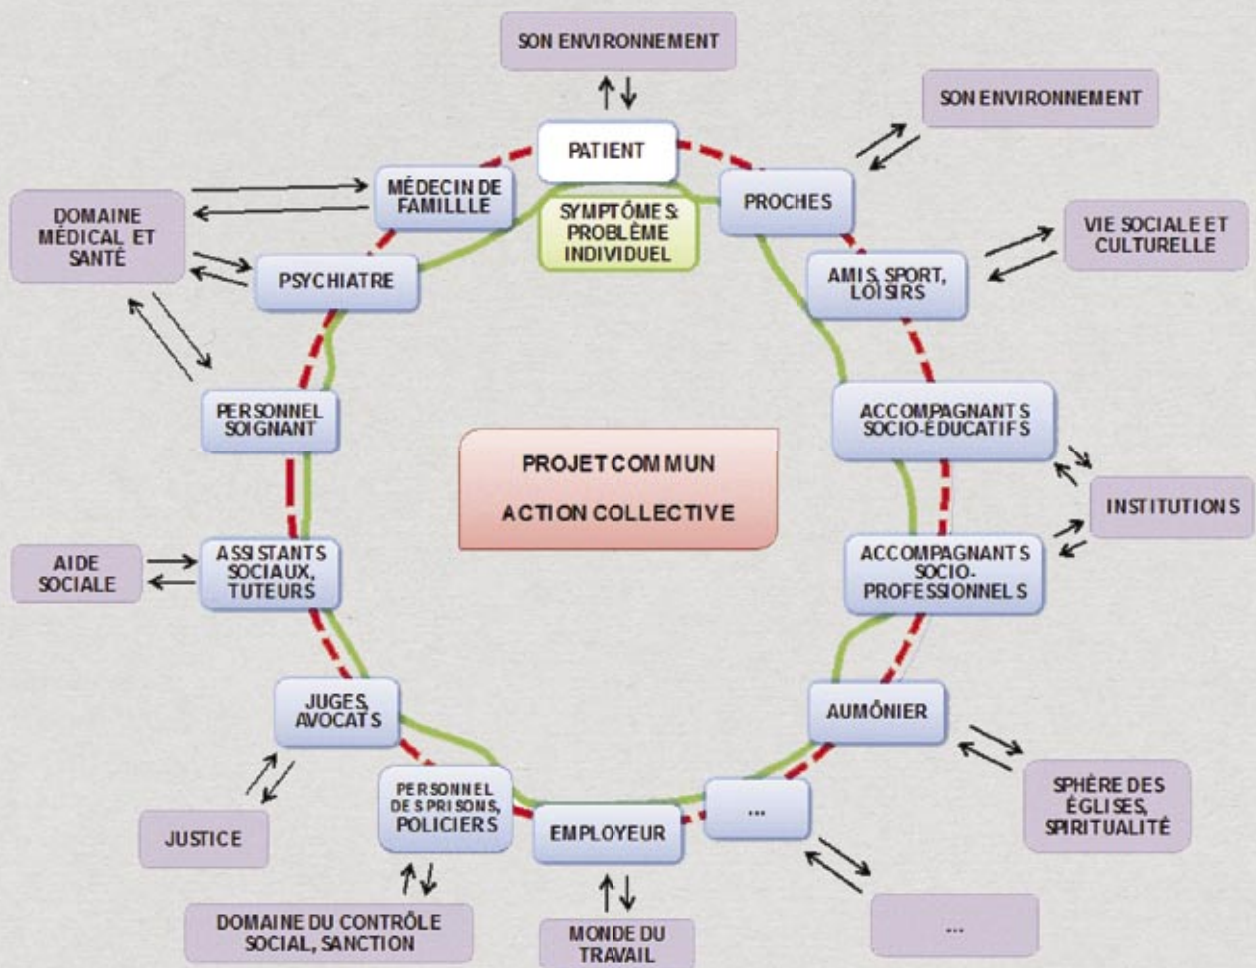 SON ENVIRONNEMENT
SON ENVIRONNEMENT
PATIENT
MÉDECIN DE
FAMILLLE
PROCHES
SYMPTÔMES:
PROBLÈME
INDIVIDUEL
DOMAINE
MÉDICAL ET
SANTÉ
VIE SOCIALE ET
CULTURELLE
PSYCHIATRE
AMIS, SPORT,
LOISIRS
PERSONNEL
SOIGNANT
ACCOMPAGNANTS
SOCIO-ÉDUCATIFS
PROJET COMMUN
ACTION COLLECTIVE
INSTITUTIONS
AIDE
SOCIALE
ASSISTANTS
SOCIAUX,
TUTEURS
ACCOMPAGNANTS
SOCIO-
PROFESSIONNELS
JUGES,
AVOCATS
AUMÔNIER
PERSONNEL
DES PRISONS,
POLICIERS
EMPLOYEUR
...
SPHÈRE DES
ÉGLISES,
SPIRITUALITÉ
JUSTICE
DOMAINE DU CONTRÔLE
SOCIAL, SANCTION
MONDE DU
TRAVAIL
...